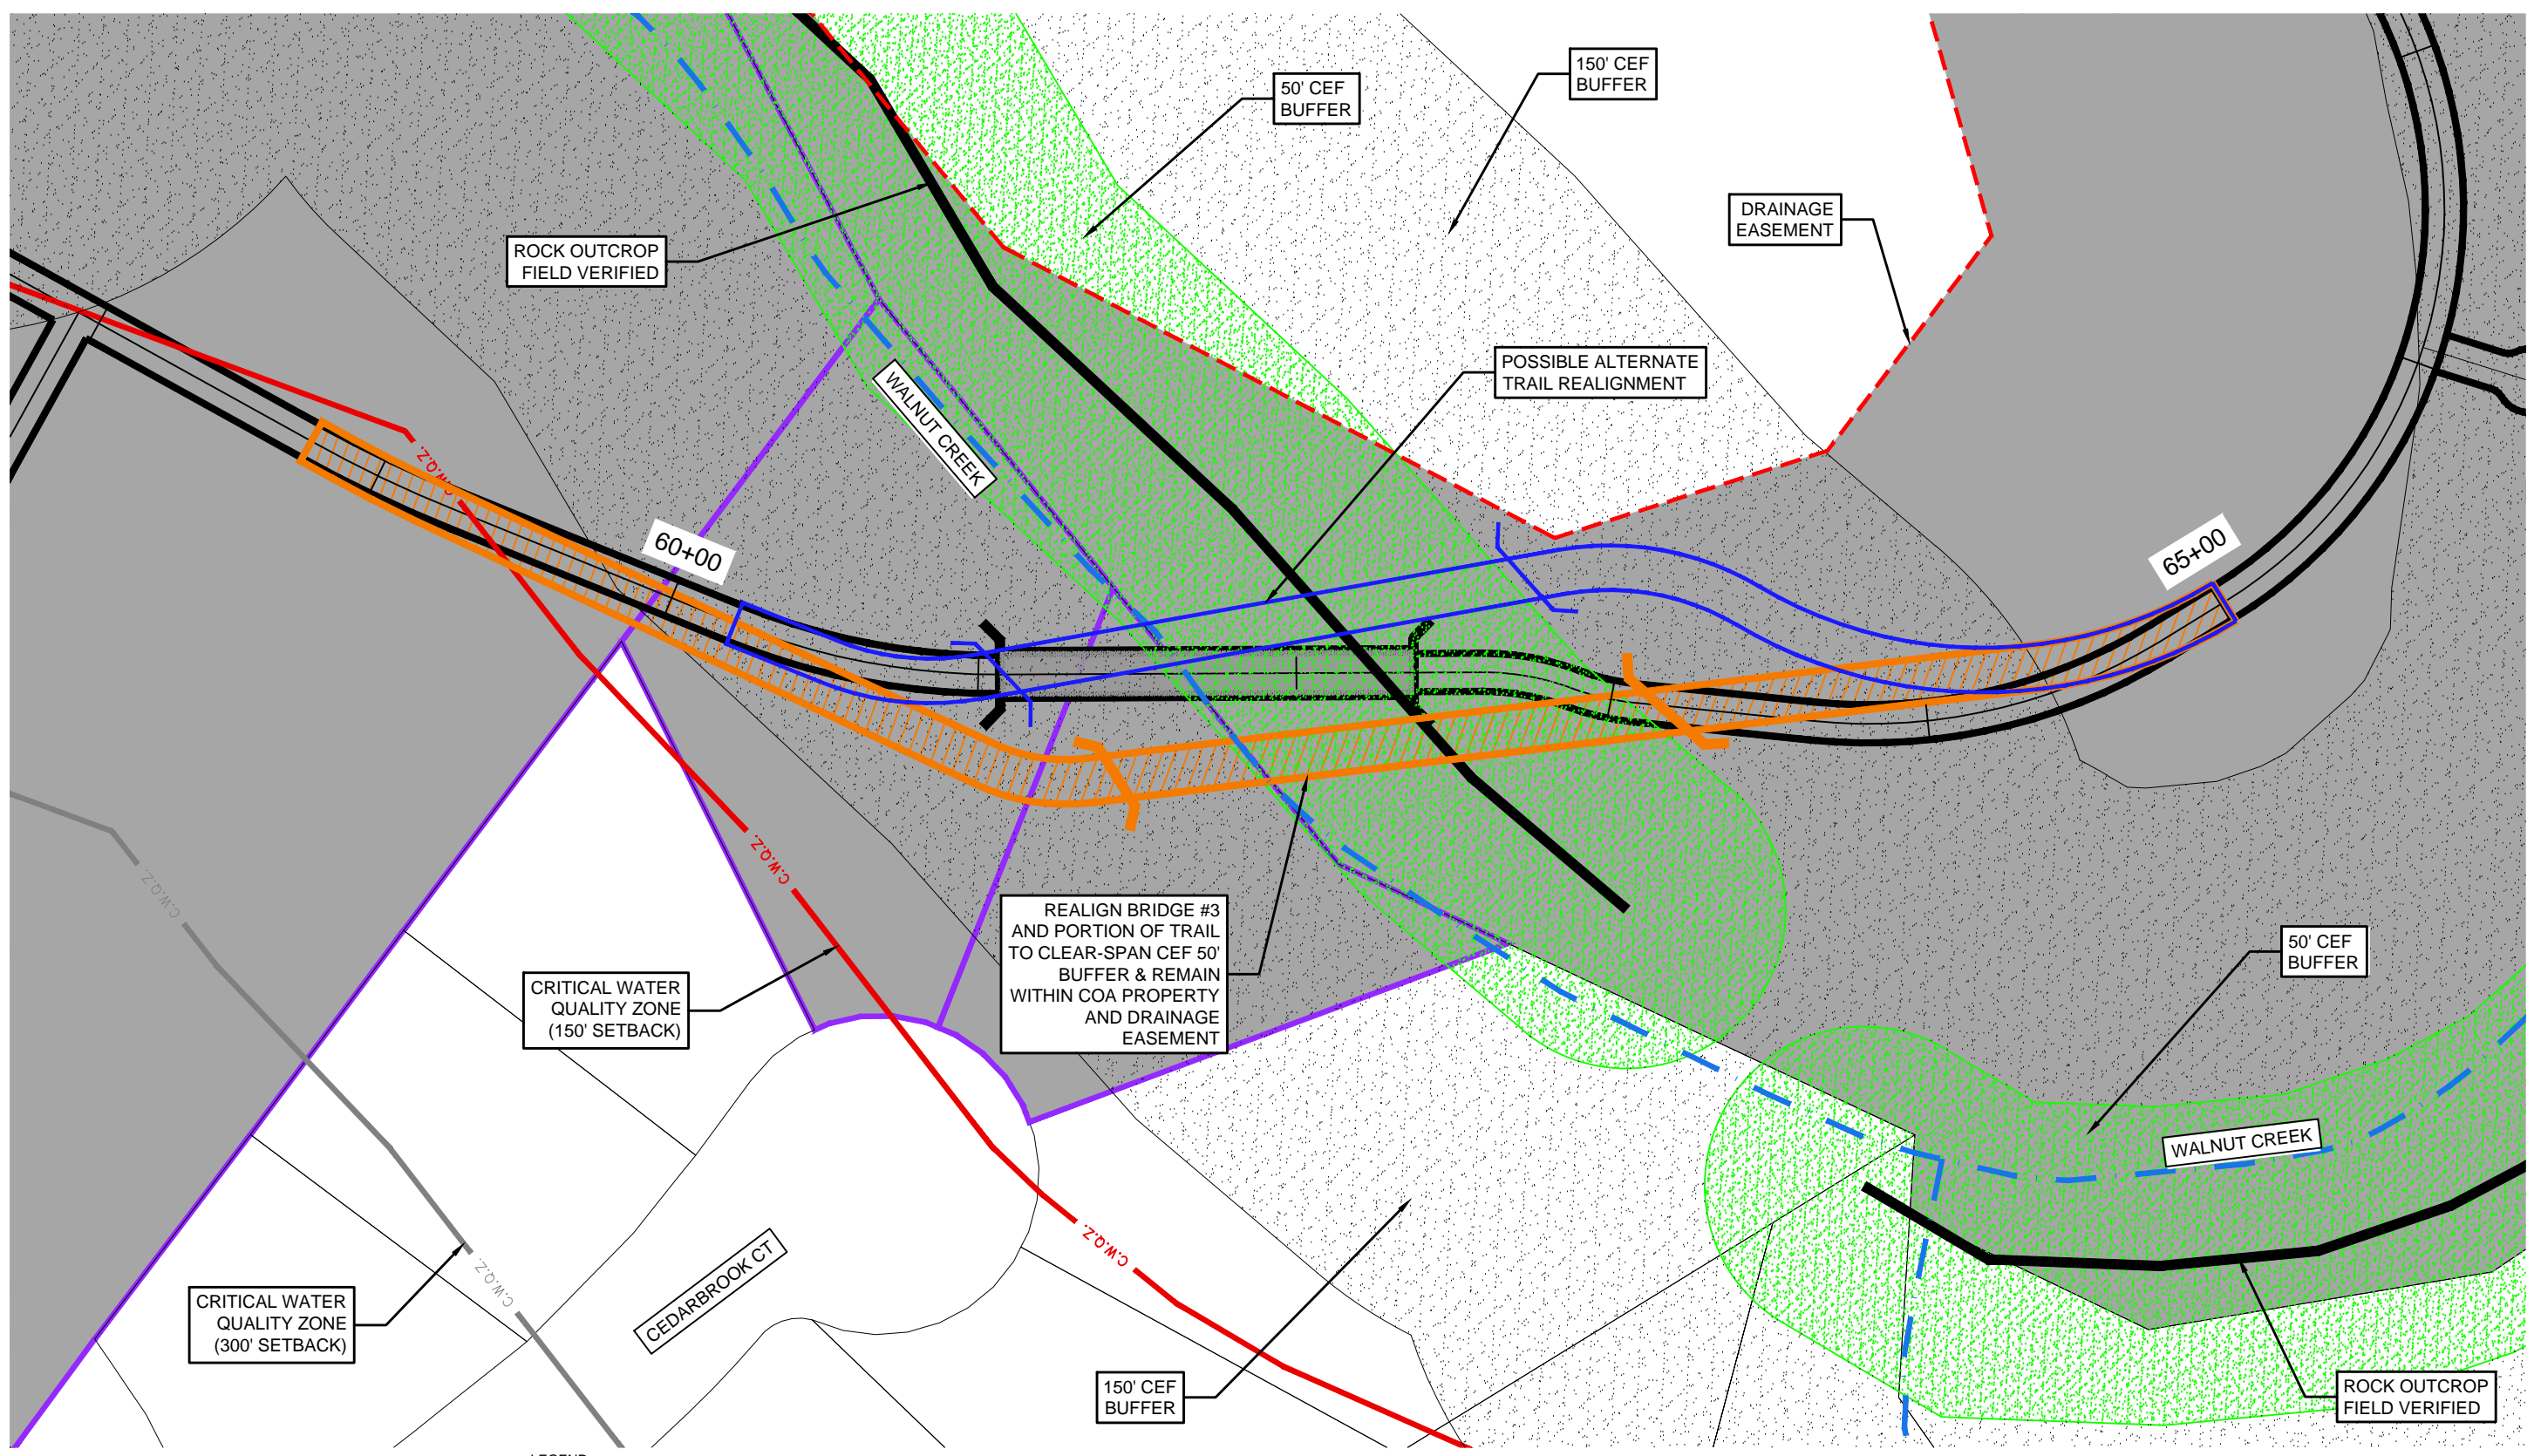 50' CEF
BUFFER
150' CEF
BUFFER
DRAINAGE
EASEMENT
ROCK OUTCROP
FIELD VERIFIED
POSSIBLE ALTERNATE
TRAIL REALIGNMENT
WALNUT CREEK
C.W.Q.Z.
60+00
65+00
C.W.Q.Z.
C.W.Q.Z.
REALIGN BRIDGE #3
AND PORTION OF TRAIL
TO CLEAR-SPAN CEF 50'
BUFFER & REMAIN
WITHIN COA PROPERTY
AND DRAINAGE
EASEMENT
CRITICAL WATER
QUALITY ZONE
(150' SETBACK)
50' CEF
BUFFER
WALNUT CREEK
C.W.Q.Z.
CEDARBROOK CT
C.W.Q.Z.
CRITICAL WATER
QUALITY ZONE
(300' SETBACK)
150' CEF
BUFFER
ROCK OUTCROP
FIELD VERIFIED